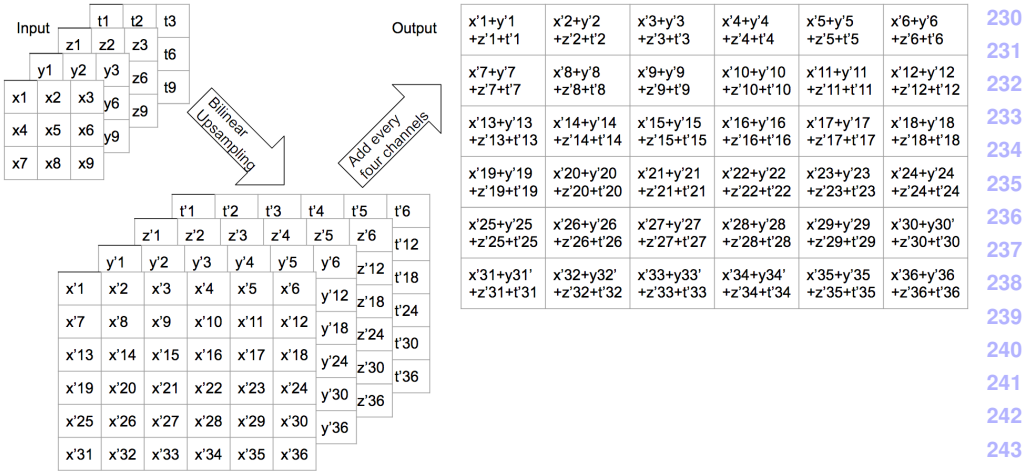 Input
t1 t2 t3
z1 z2 z3 t6
y1 y2 y3 z6 t9
x1 x2 x3 y6 z9
x4 x5 x6 y9
x7 x8 x9
Bilinear
Upsampling
t'1 t'2 t'3 t'4 t'5 t'6
z'1 z'2 z'3 z'4 z'5 z'6 t'12
y'1 y'2 y'3 y'4 y'5 y'6 z'12 t'18
x'1 x'2 x'3 x'4 x'5 x'6 y'12 z'18 t'24
x'7 x'8 x'9 x'10 x'11 x'12 y'18 z'24 t'30
x'13 x'14 x'15 x'16 x'17 x'18 y'24 z'30 t'36
x'19 x'20 x'21 x'22 x'23 x'24 y'30 z'36
x'25 x'26 x'27 x'28 x'29 x'30 y'36
x'31 x'32 x'33 x'34 x'35 x'36
Add every
four channels
Output
x'1+y'1 x'2+y'2 x'3+y'3 x'4+y'4 x'5+y'5 x'6+y'6
+z'1+t'1 +z'2+t'2 +z'3+t'3 +z'4+t'4 +z'5+t'5 +z'6+t'6
x'7+y'7 x'8+y'8 x'9+y'9 x'10+y'10 x'11+y'11 x'12+y'12
+z'7+t'7 +z'8+t'8 +z'9+t'9 +z'10+t'10 +z'11+t'11 +z'12+t'12
x'13+y'13 x'14+y'14 x'15+y'15 x'16+y'16 x'17+y'17 x'18+y'18
+z'13+t'13 +z'14+t'14 +z'15+t'15 +z'16+t'16 +z'17+t'17 +z'18+t'18
x'19+y'19 x'20+y'20 x'21+y'21 x'22+y'22 x'23+y'23 x'24+y'24
+z'19+t'19 +z'20+t'20 +z'21+t'21 +z'22+t'22 +z'23+t'23 +z'24+t'24
x'25+y'25 x'26+y'26 x'27+y'27 x'28+y'28 x'29+y'29 x'30+y30'
+z'25+t'25 +z'26+t'26 +z'27+t'27 +z'28+t'28 +z'29+t'29 +z'30+t'30
x'31+y31' x'32+y32' x'33+y33' x'34+y34' x'35+y'35 x'36+y'36
+z'31+t'31 +z'32+t'32 +z'33+t'33 +z'34+t'34 +z'35+t'35 +z'36+t'36
230
231
232
233
234
235
236
237
238
239
240
241
242
243